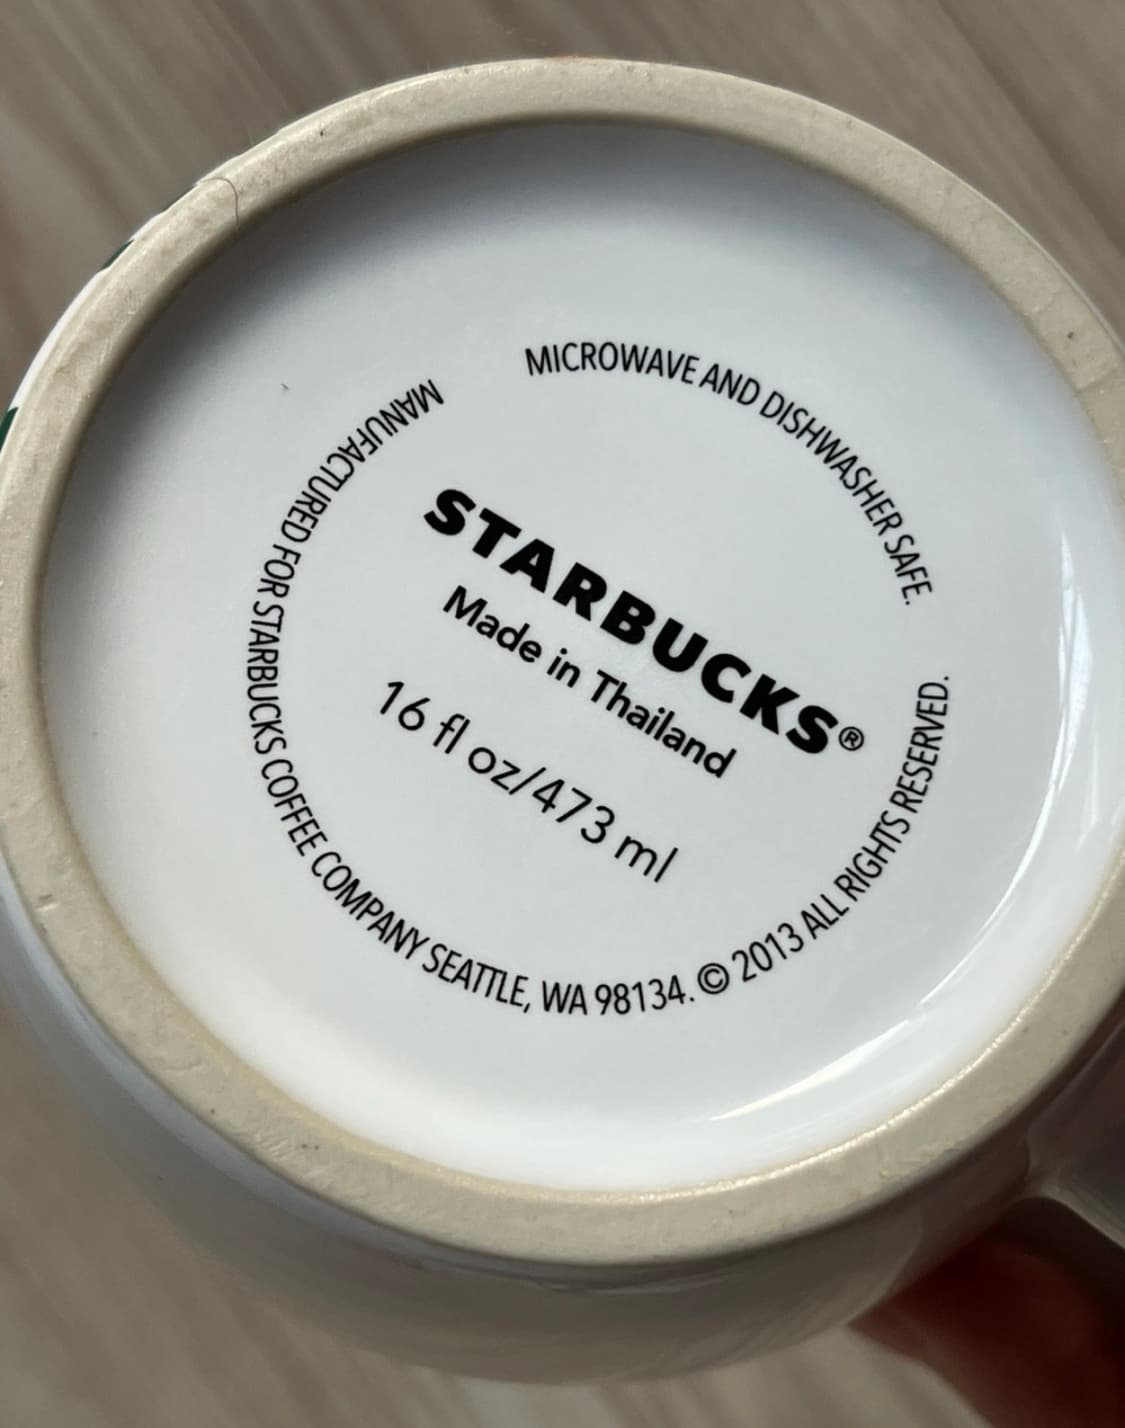 MICROWAVE AND DISHWASHER SAFE.
STARBUCKS®
Made in Thailand
16 fl oz/473 ml
MANUFACTURED FOR STARBUCKS COFFEE COMPANY SEATTLE, WA 98134. © 2013 ALL RIGHTS RESERVED.